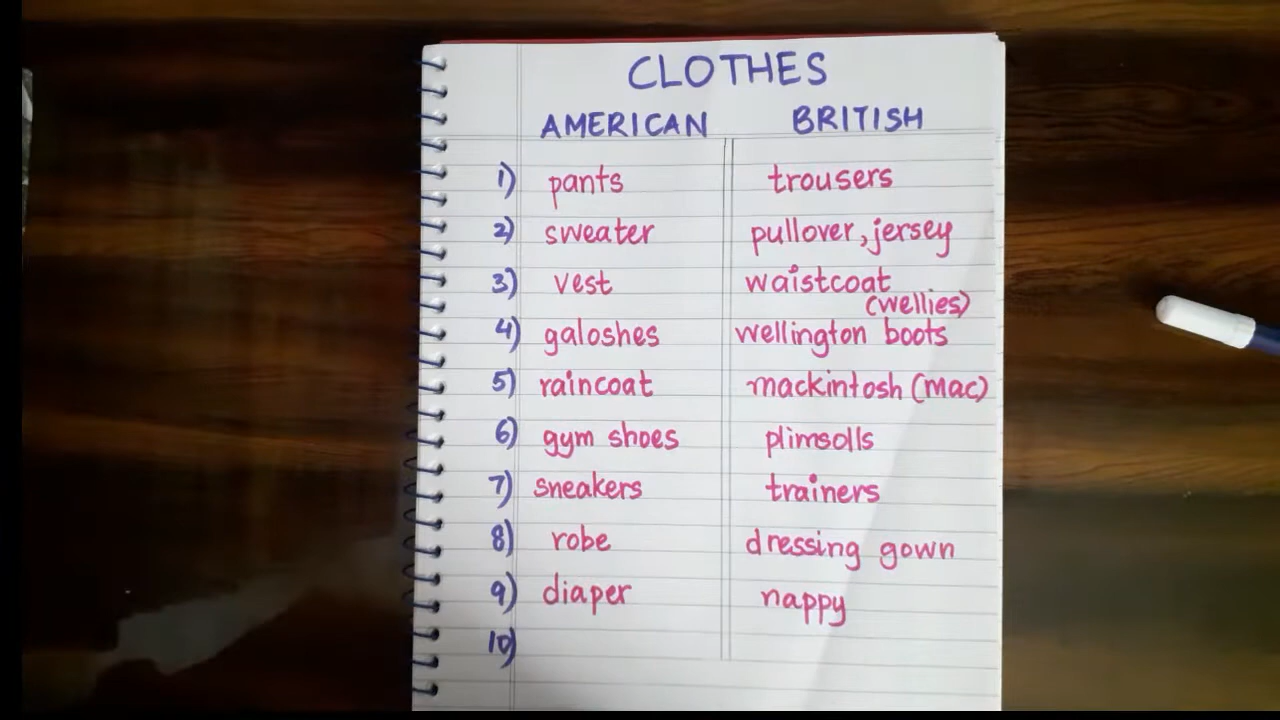 CLOTHES
AMERICAN BRITISH
1) pants trousers
2) sweater pullover, jersey
3) vest waistcoat
(wellies)
4) galoshes wellington boots
5) raincoat mackintosh (mac)
6) gym shoes plimsolls
7) sneakers trainers
8) robe dressing gown
9) diaper nappy
10)